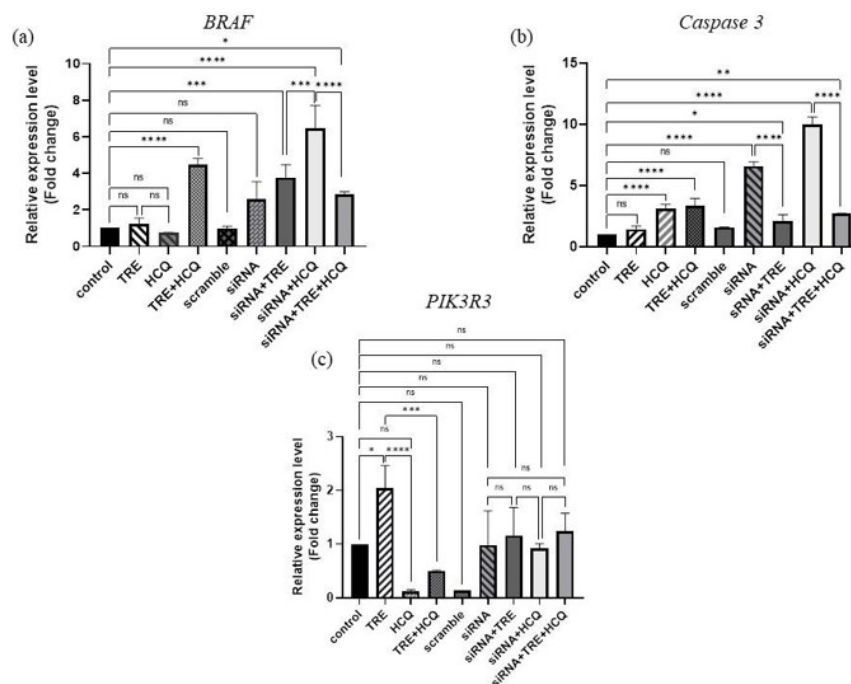 BRAF
(a)
*
****
***
***
****
ns
ns
****
ns
ns
ns
Relative expression level
(Fold change)
10
8
6
4
2
0
control
TRE
HCQ
TRE+HCQ
scramble
siRNA
siRNA+TRE
siRNA+HCQ
siRNA+TRE+HCQ
Caspase 3
(b)
**
****
****
*
****
****
ns
****
****
ns
Relative expression level
(Fold change)
15
10
5
0
control
TRE
HCQ
TRE+HCQ
scramble
siRNA
sRNA+TRE
siRNA+HCQ
siRNA+TRE+HCQ
PIK3R3
(c)
ns
ns
ns
ns
ns
***
ns
*
****
ns
ns
ns
ns
Relative expression level
(Fold change)
3
2
1
0
control
TRE
HCQ
TRE+HCQ
scramble
siRNA
siRNA+TRE
siRNA+HCQ
siRNA+TRE+HCQ